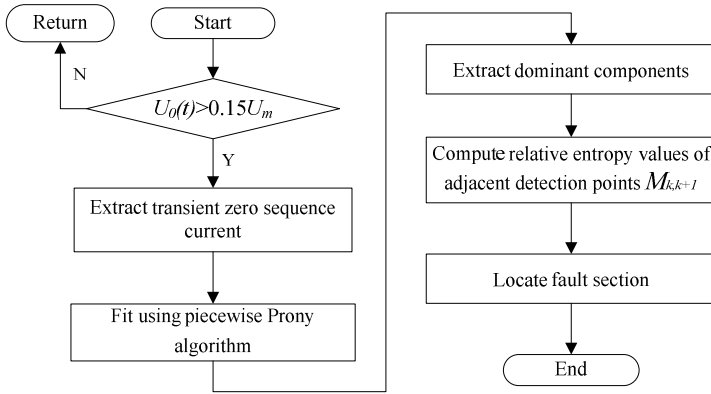 Return
Start
N
U0(t)>0.15Um
Y
Extract transient zero sequence
current
Fit using piecewise Prony
algorithm
Extract dominant components
Compute relative entropy values of
adjacent detection points Mk,k+1
Locate fault section
End